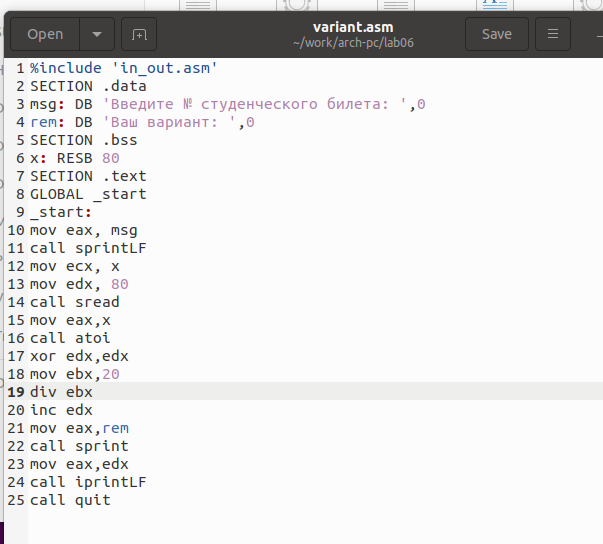 Open
variant.asm
~/work/arch-pc/lab06
Save
1 %include 'in_out.asm'
2 SECTION .data
3 msg: DB 'Введите № студенческого билета: ',0
4 rem: DB 'Ваш вариант: ',0
5 SECTION .bss
6 x: RESB 80
7 SECTION .text
8 GLOBAL _start
9 _start:
10 mov eax, msg
11 call sprintLF
12 mov ecx, x
13 mov edx, 80
14 call sread
15 mov eax,x
16 call atoi
17 xor edx,edx
18 mov ebx,20
19 div ebx
20 inc edx
21 mov eax,rem
22 call sprint
23 mov eax,edx
24 call iprintLF
25 call quit